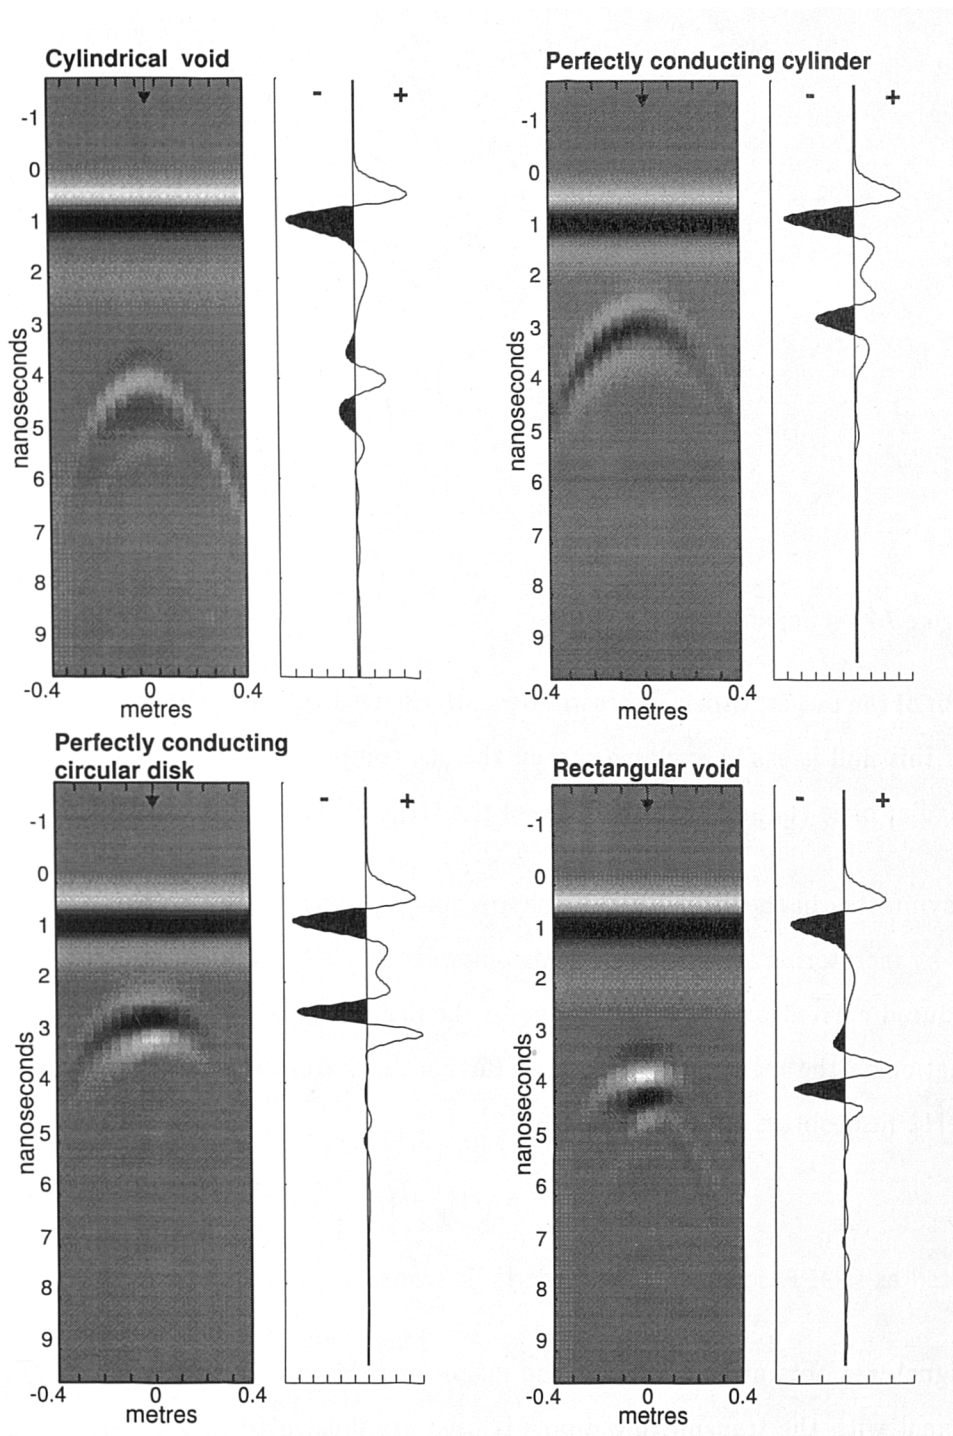 Cylindrical void
- +
-1
0
1
2
3
4
5
6
7
8
9
nanoseconds
-0.4 0 0.4
metres
Perfectly conducting cylinder
- +
-1
0
1
2
3
4
5
6
7
8
9
nanoseconds
-0.4 0 0.4
metres
Perfectly conducting
circular disk
- +
-1
0
1
2
3
4
5
6
7
8
9
nanoseconds
-0.4 0 0.4
metres
Rectangular void
- +
-1
0
1
2
3
4
5
6
7
8
9
nanoseconds
-0.4 0 0.4
metres